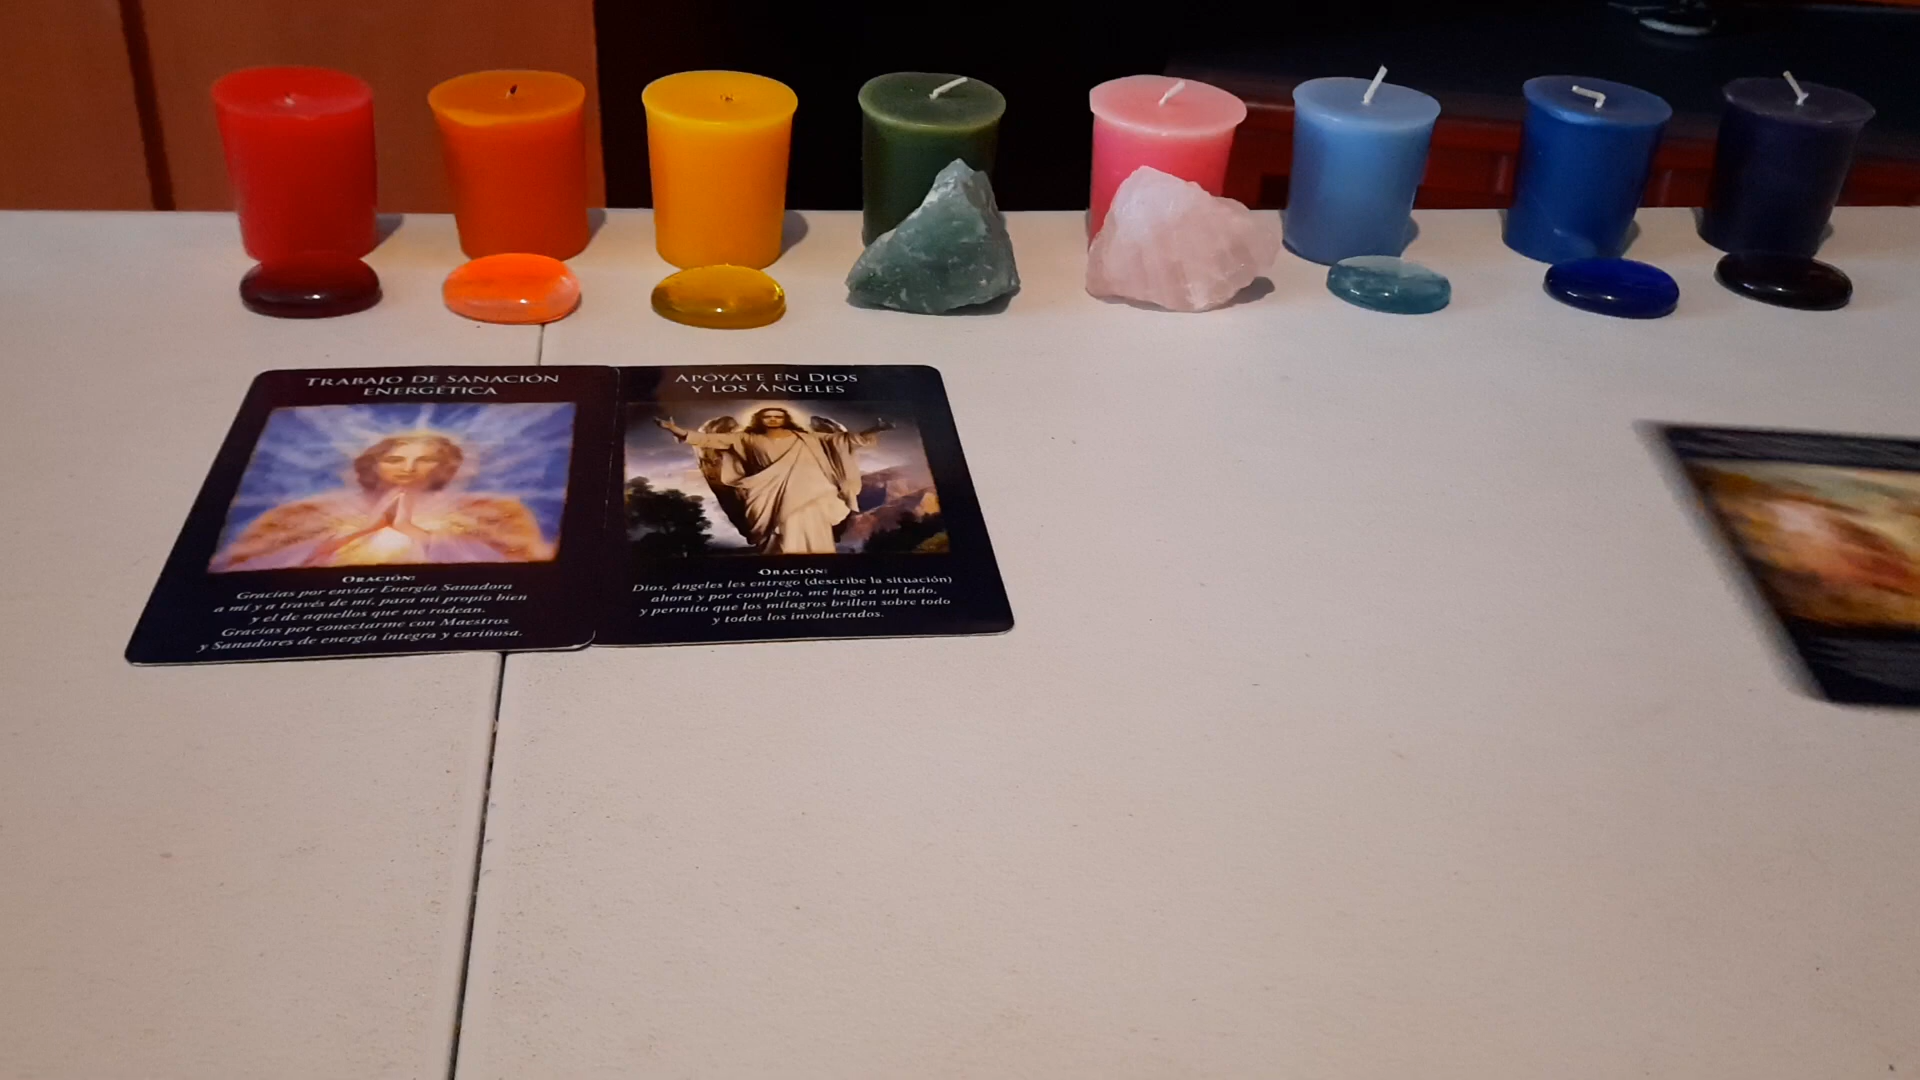 TRABAJO DE SANACIÓN
ENERGÉTICA
ORACIÓN:
Gracias por enviar Energía Sanadora
a mí y a través de mí, para mi propio bien
y el de aquellos que me rodean.
Gracias por conectarme con Maestros
y Sanadores de energía íntegra y cariñosa.
APÓYATE EN DIOS
Y LOS ÁNGELES
ORACIÓN:
Dios, ángeles les entrego (describe la situación)
ahora y por completo, me hago a un lado,
y permito que los milagros brillen sobre todo
y todos los involucrados.